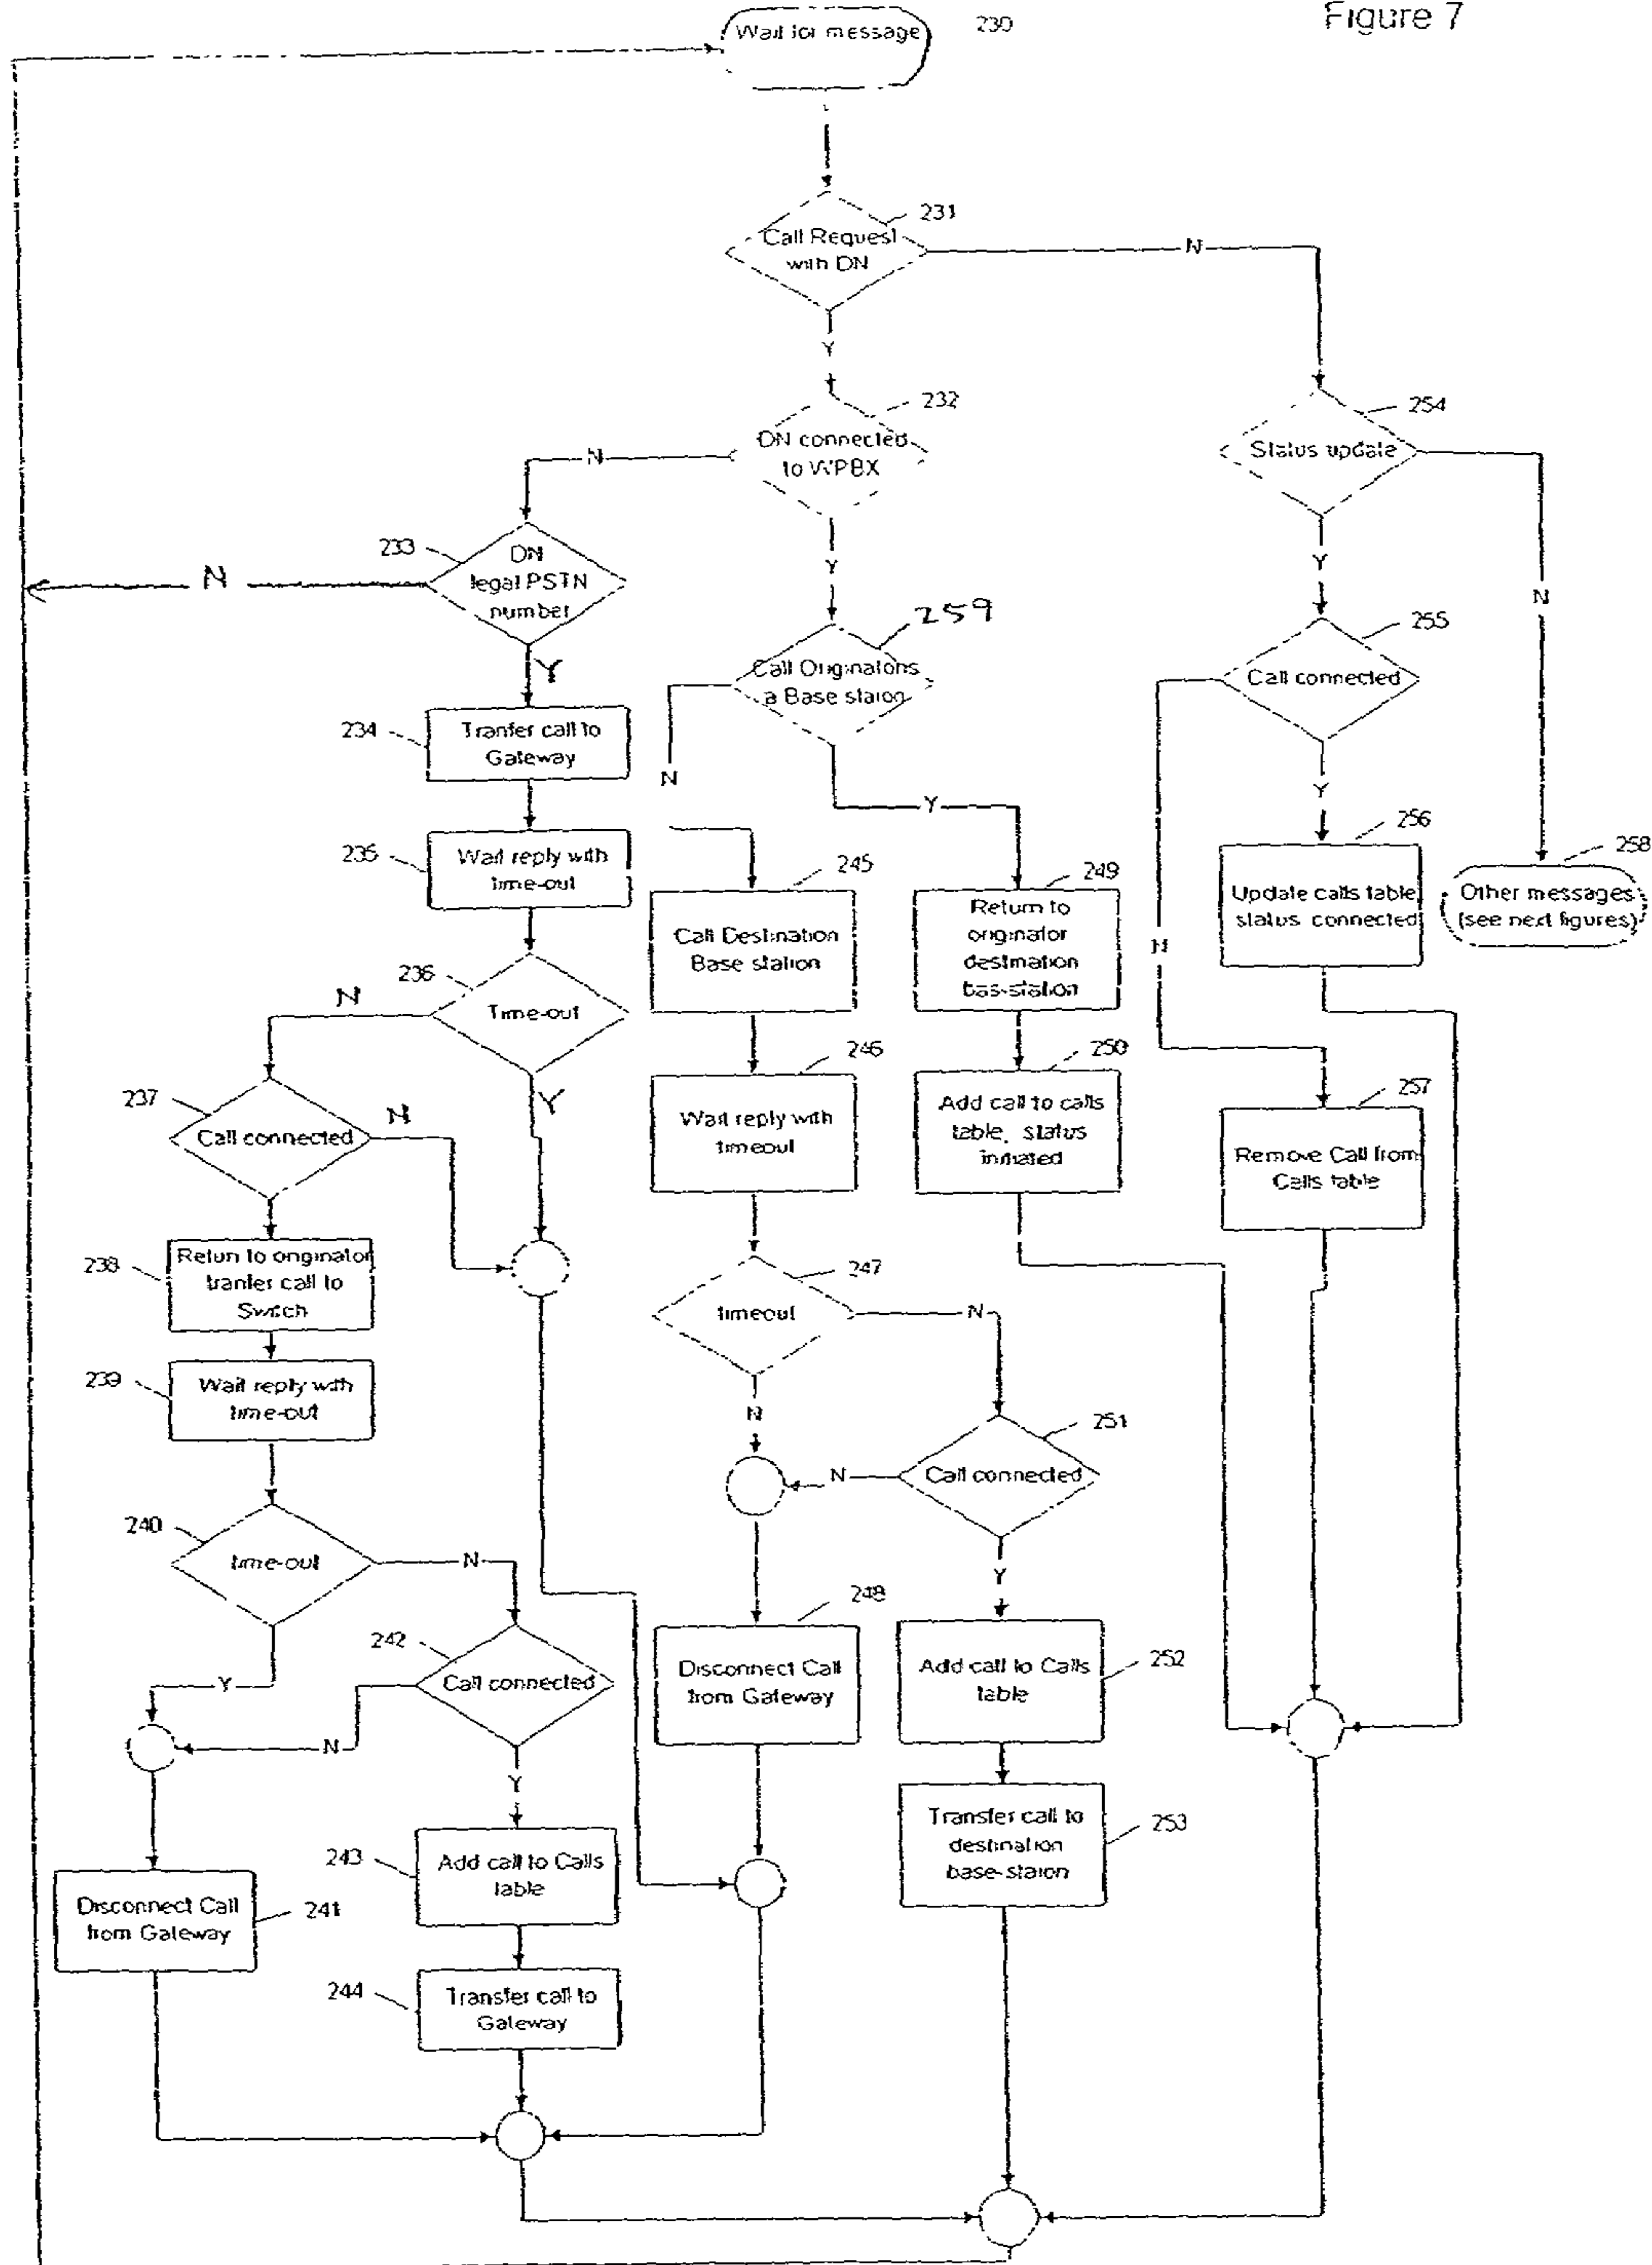 Figure 7
Wait for message
230
231
Call Request
with DN
N
Y
232
DN connected
to WPBX
N
254
Status update
233
DN
legal PSTN
number
N
Y
Y
N
Y
259
Call Originatons
a Base staion
255
Call connected
234
Tranfer call to
Gateway
N
Y
Y
N
235
Wait reply with
time-out
245
Call Destination
Base station
249
Return to
originator
destination
bas-station
256
Update calls table
status connected
258
Other messages
(see next figures)
236
Time-out
N
Y
246
Wait reply with
timeout
250
Add call to calls
table, status
initiated
257
Remove Call from
Calls table
237
Call connected
N
238
Retun to originator
tranfer call to
Switch
247
timeout
N
N
239
Wait reply with
time-out
251
Call connected
N
Y
240
time-out
N
Y
242
Call connected
N
Y
248
Disconnect Call
from Gateway
252
Add call to Calls
table
243
Add call to Calls
table
253
Transfer call to
destination
base-staion
Disconnect Call
from Gateway
241
244
Transfer call to
Gateway